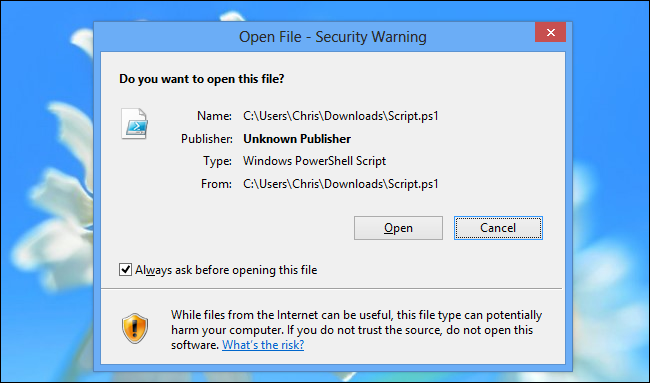 Open File - Security Warning
Do you want to open this file?
Name: C:\Users\Chris\Downloads\Script.ps1
Publisher: Unknown Publisher
Type: Windows PowerShell Script
From: C:\Users\Chris\Downloads\Script.ps1
Open Cancel
Always ask before opening this file
While files from the Internet can be useful, this file type can potentially
harm your computer. If you do not trust the source, do not open this
software. What's the risk?